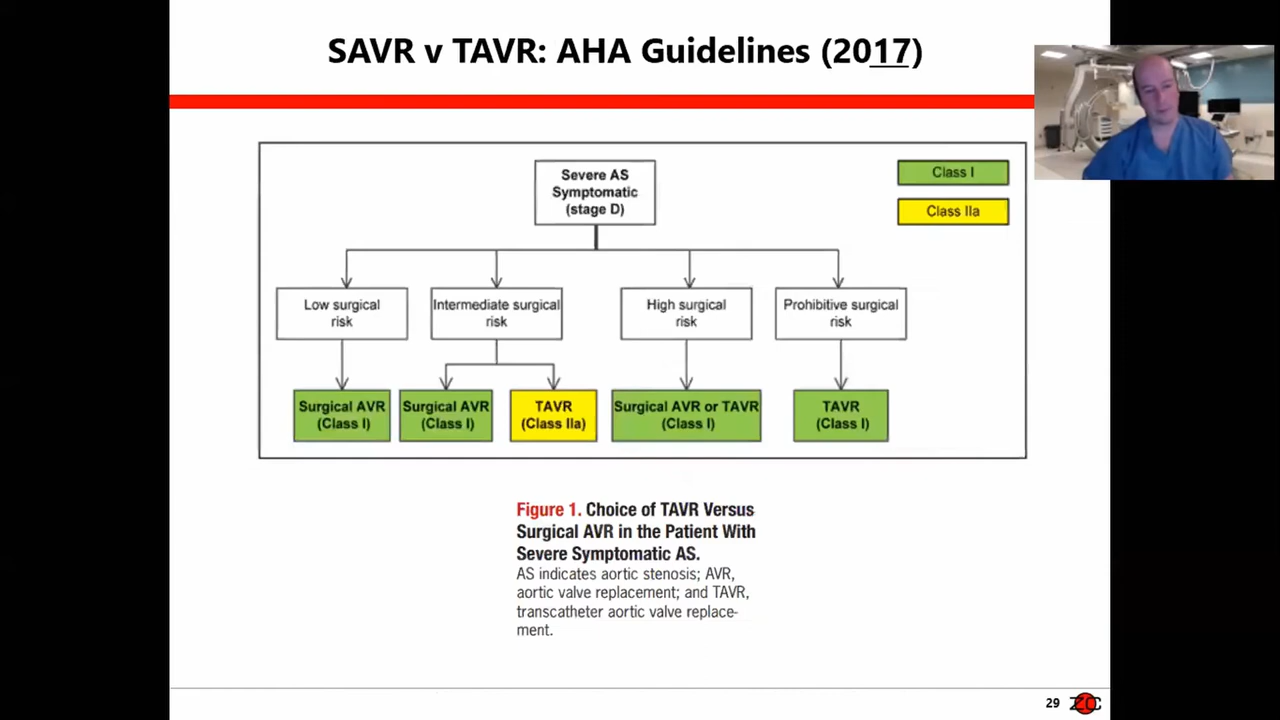 SAVR v TAVR: AHA Guidelines (2017)
Severe AS
Symptomatic
(stage D)
Class I
Class IIa
Low surgical
risk
Intermediate surgical
risk
High surgical
risk
Prohibitive surgical
risk
Surgical AVR
(Class I)
Surgical AVR
(Class I)
TAVR
(Class IIa)
Surgical AVR or TAVR
(Class I)
TAVR
(Class I)
Figure 1. Choice of TAVR Versus
Surgical AVR in the Patient With
Severe Symptomatic AS.
AS indicates aortic stenosis; AVR,
aortic valve replacement; and TAVR,
transcatheter aortic valve replace-
ment.
29